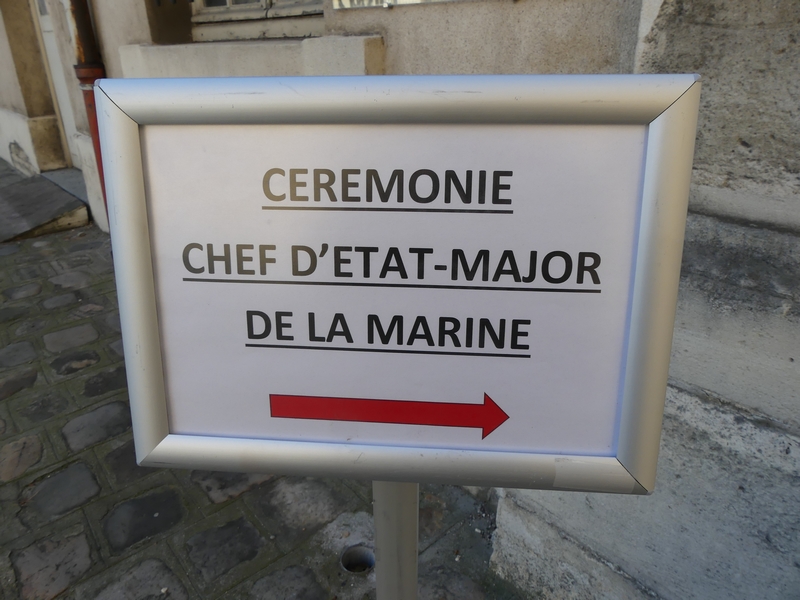 CEREMONIE
CHEF D’ETAT-MAJOR
DE LA MARINE